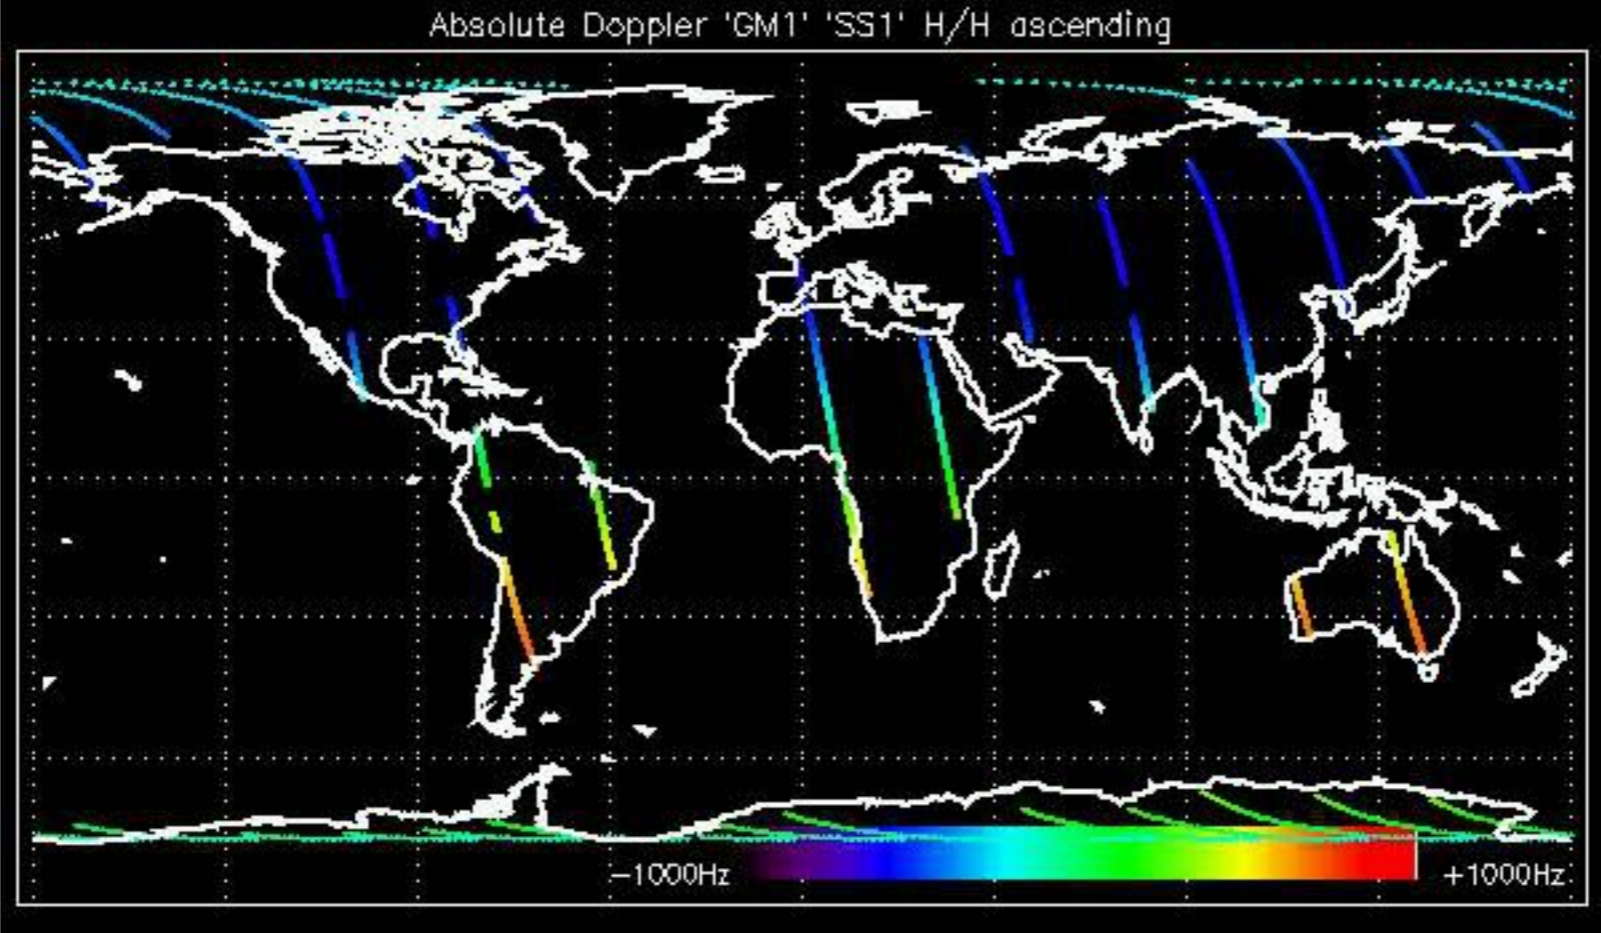 Absolute Doppler 'GM1' 'SS1' H/H ascending
-1000Hz +1000Hz